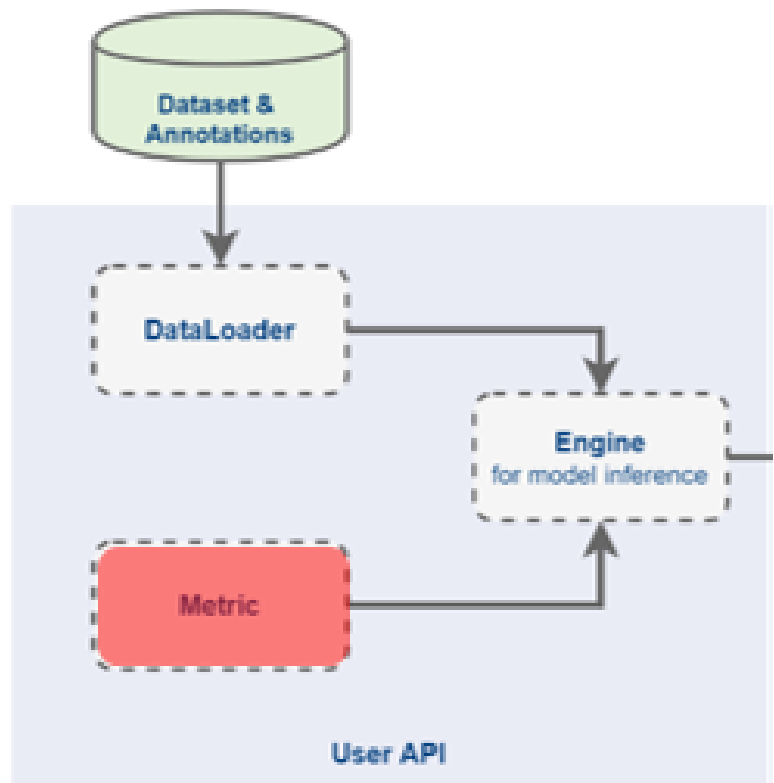 Dataset &
Annotations
DataLoader
Engine
for model inference
Metric
User API